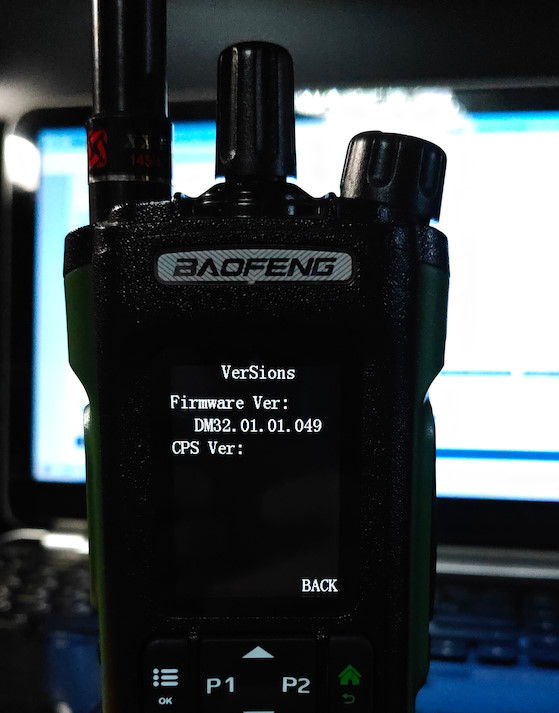 BAOFENG
VerSions
Firmware Ver:
DM32.01.01.049
CPS Ver:
BACK
P1
P2
OK